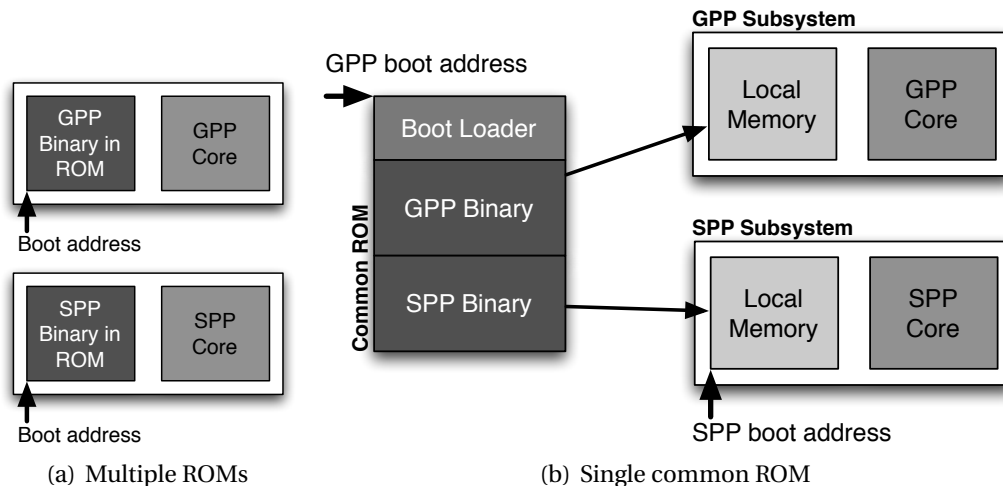 GPP
Binary in
ROM
GPP
Core
Boot address
SPP
Binary in
ROM
SPP
Core
Boot address
(a) Multiple ROMs
GPP boot address
Common ROM
Boot Loader
GPP Binary
SPP Binary
GPP Subsystem
Local
Memory
GPP
Core
SPP Subsystem
Local
Memory
SPP
Core
SPP boot address
(b) Single common ROM